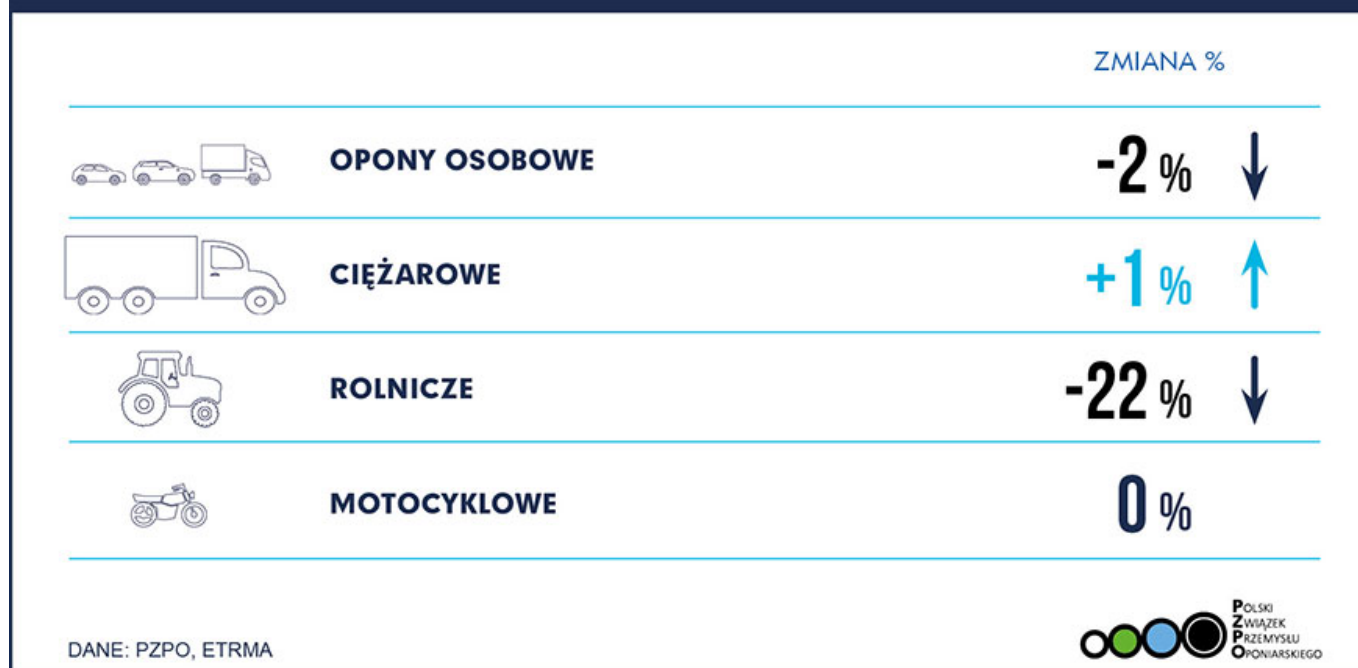 ZMIANA %
OPONY OSOBOWE
-2 %
CIĘŻAROWE
+1 %
ROLNICZE
-22 %
MOTOCYKLOWE
0 %
DANE: PZPO, ETRMA
POLSKI
ZWIĄZEK
PRZEMYSŁU
OPONIARSKIEGO